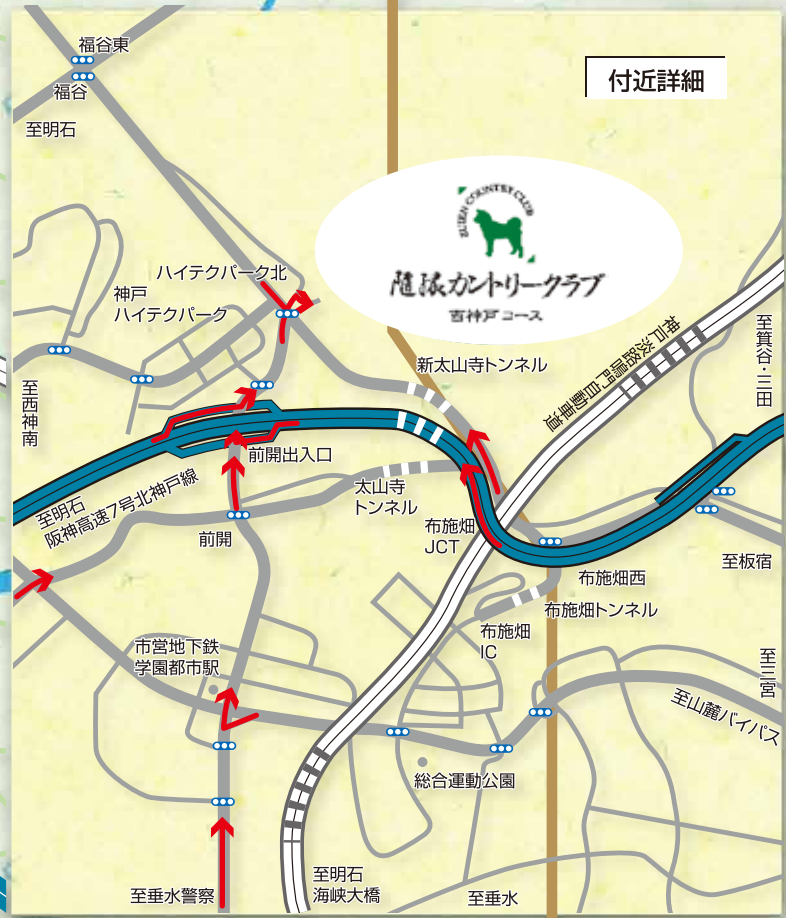 福谷東
付近詳細
福谷
至明石
ZUIEN COUNTRY CLUB
ハイテクパーク北
神戸
ハイテクパーク
随縁カントリークラブ
西神戸コース
神戸淡路鳴門自動車道
至箕谷・三田
新太山寺トンネル
至西神南
前開出入口
至明石
阪神高速7号北神戸線
太山寺
トンネル
前開
布施畑
JCT
至板宿
布施畑西
布施畑トンネル
布施畑
IC
市営地下鉄
学園都市駅
至三宮
至山麓バイパス
総合運動公園
至垂水警察
至明石
海峡大橋
至垂水